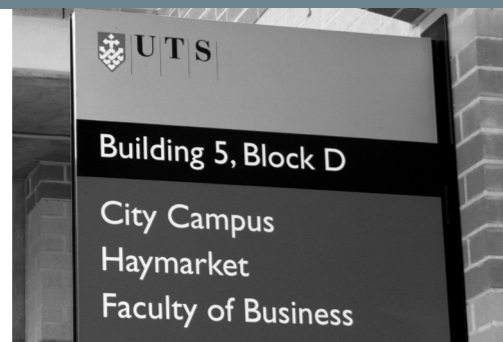 UTS
Building 5, Block D
City Campus
Haymarket
Faculty of Business